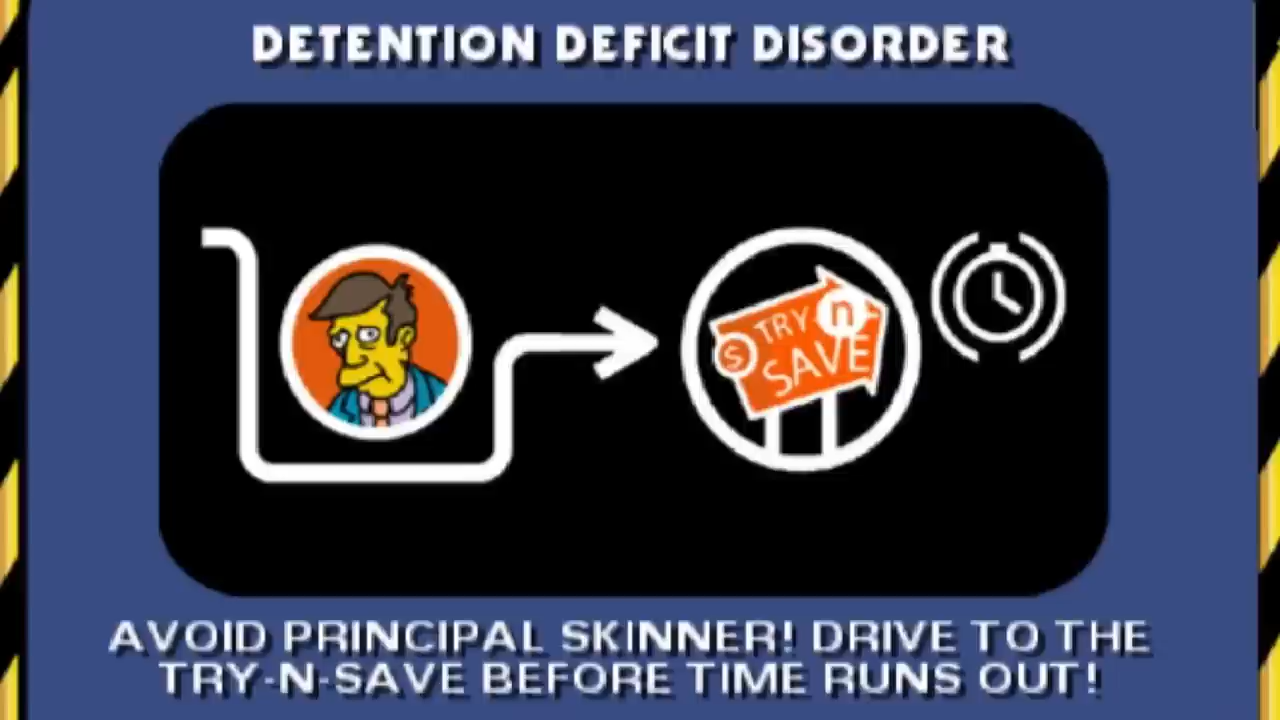 DETENTION DEFICIT DISORDER
$ TRY n
SAVE
AVOID PRINCIPAL SKINNER! DRIVE TO THE
TRY-N-SAVE BEFORE TIME RUNS OUT!